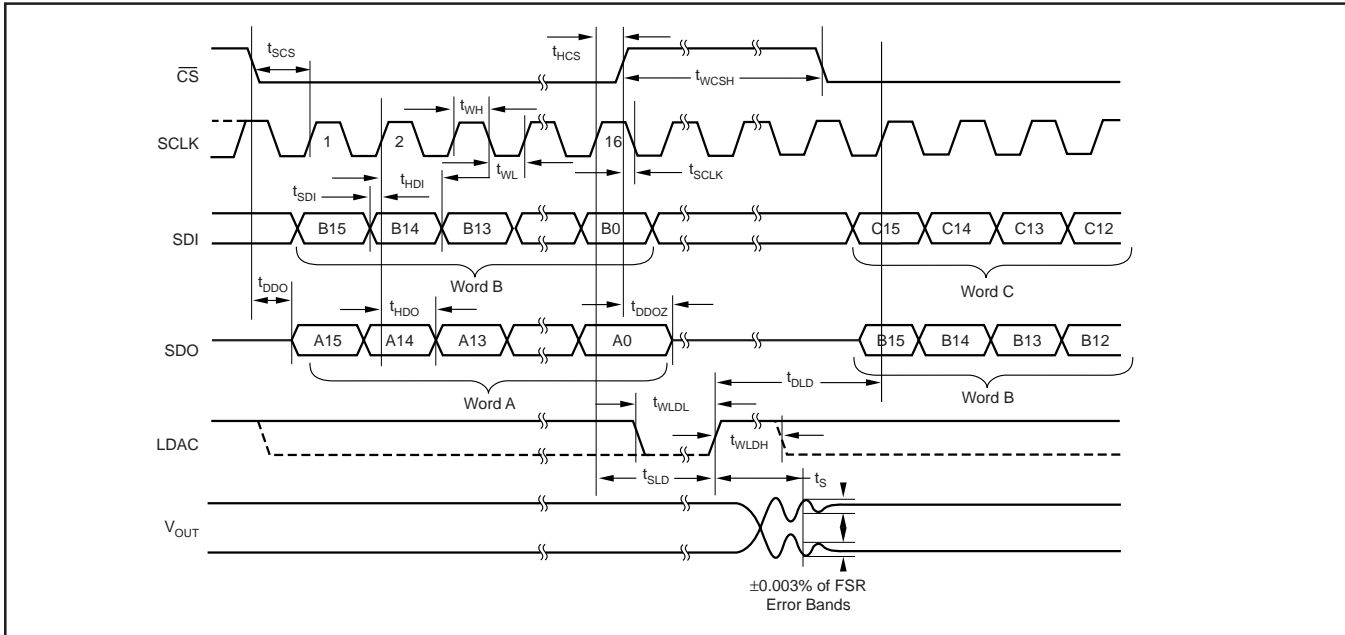 tSCS
tHCS
CS
tWCSH
tWH
SCLK
1
2
16
tWL
tSCLK
tHDI
tSDI
SDI
B15
B14
B13
B0
C15
C14
C13
C12
Word B
Word C
tDDO
tHDO
tDDOZ
SDO
A15
A14
A13
A0
B15
B14
B13
B12
Word A
tDLD
Word B
tWLDL
LDAC
tWLDH
tSLD
tS
VOUT
±0.003% of FSR
Error Bands